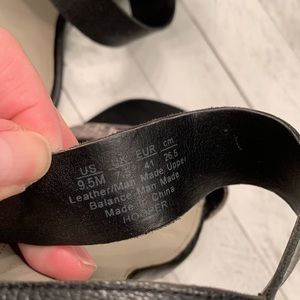 US UK EUR cm
9.5M 7.5 41 26.5
Leather/Man Made Upper
Balance Man Made
Made in China
HOOPER